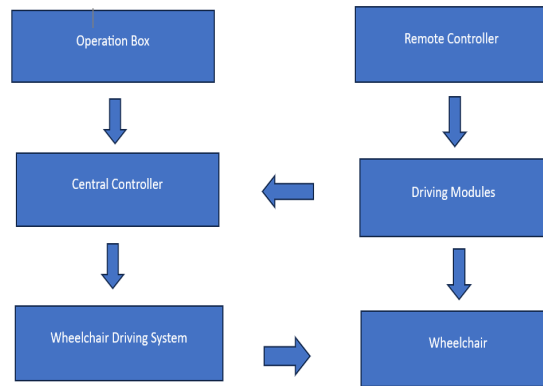 Operation Box
Remote Controller
Central Controller
Driving Modules
Wheelchair Driving System
Wheelchair